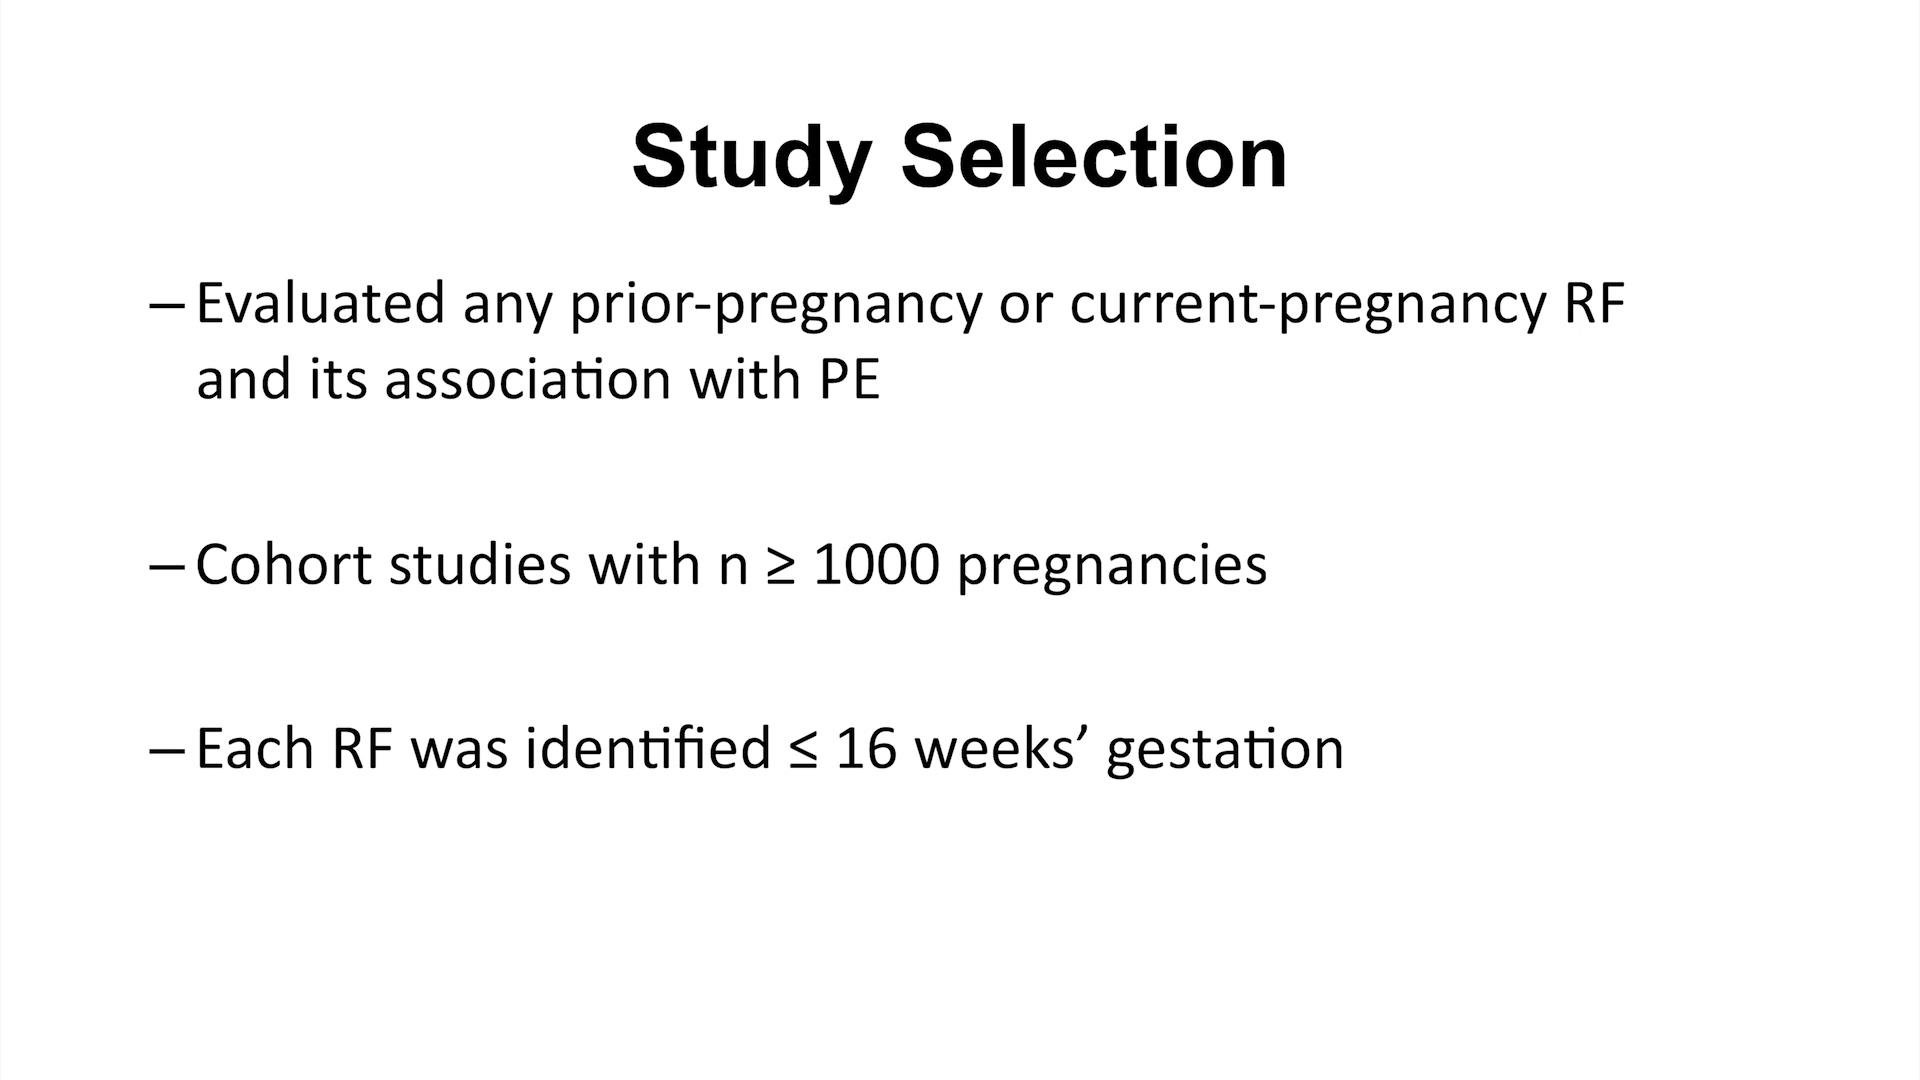 Study Selection
– Evaluated any prior-pregnancy or current-pregnancy RF
and its association with PE
– Cohort studies with n ≥ 1000 pregnancies
– Each RF was identified ≤ 16 weeks’ gestation